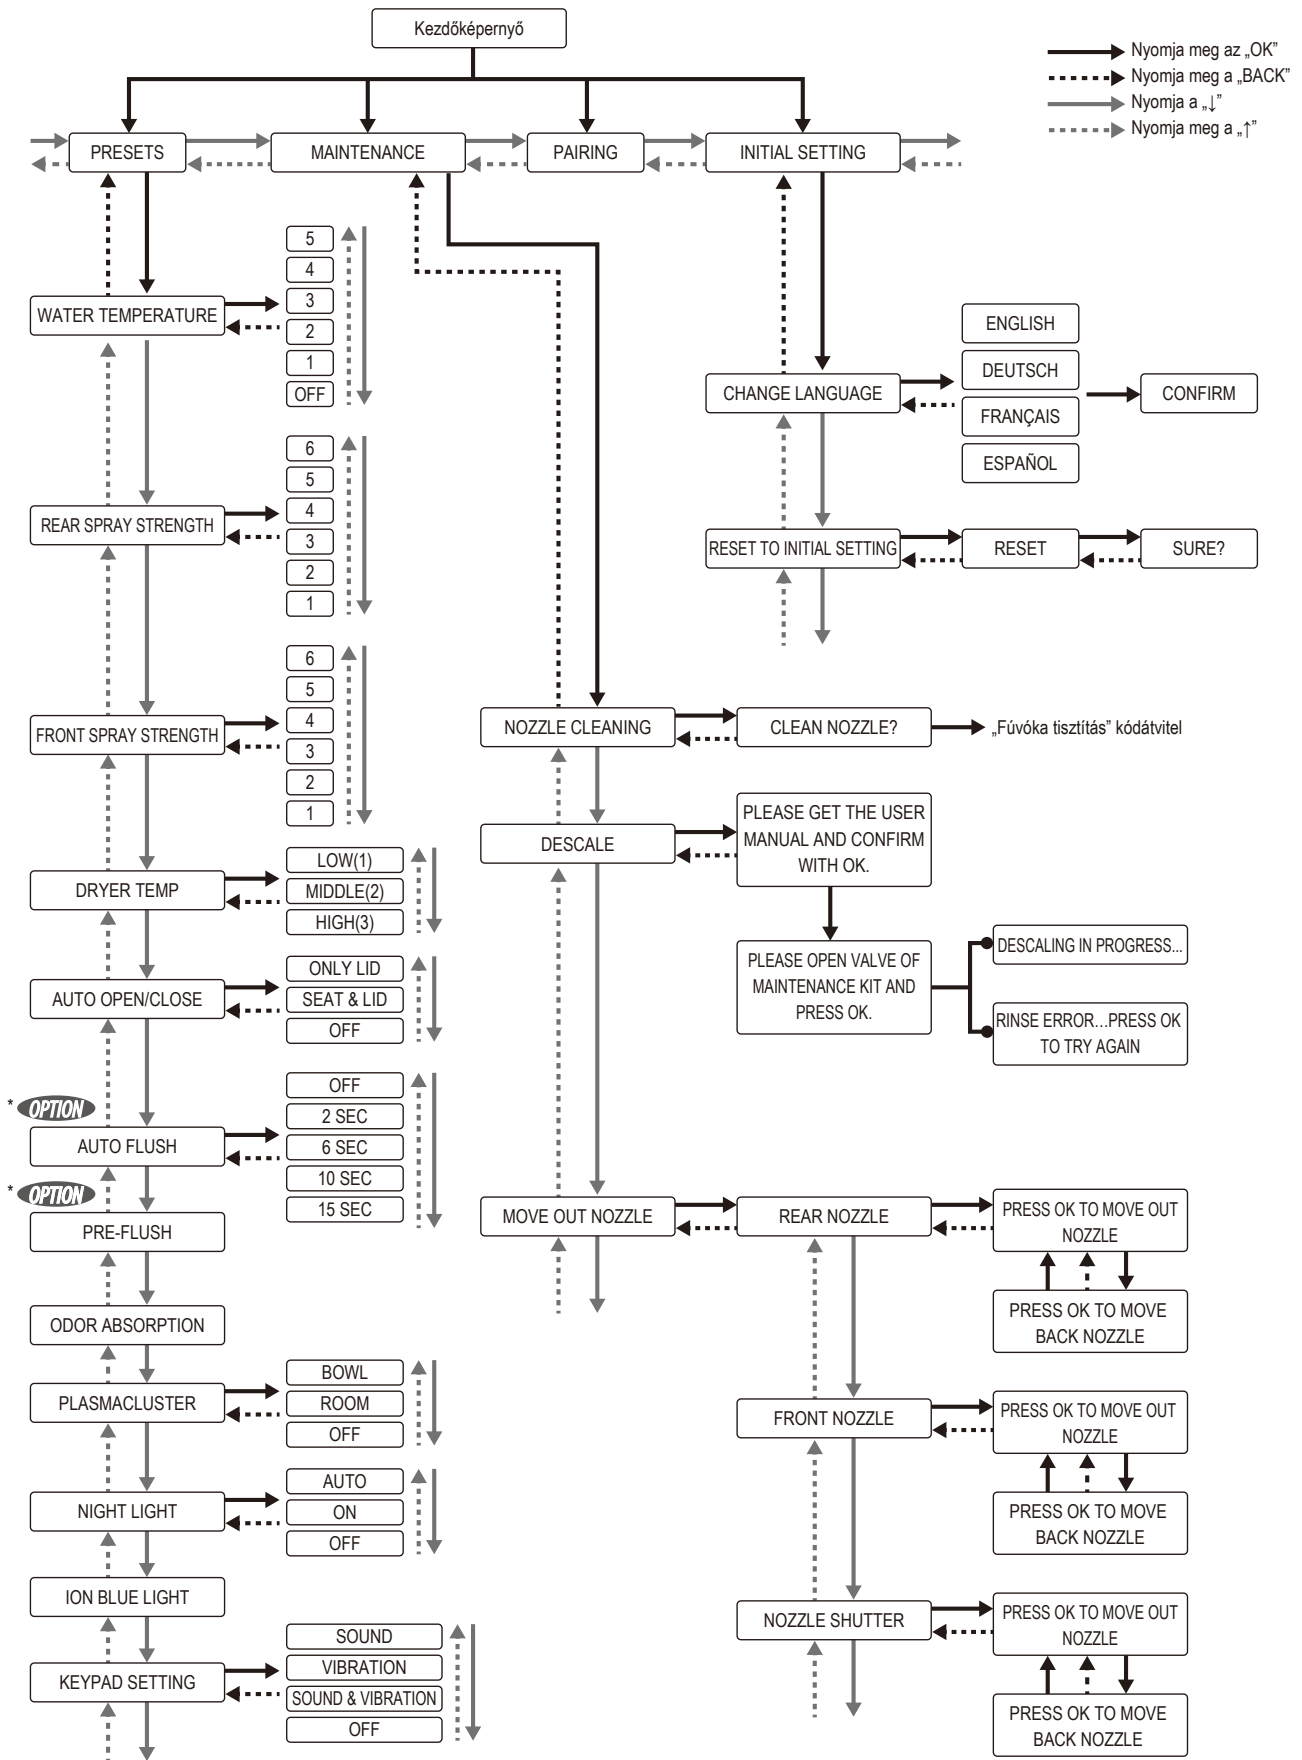 Kezdőképernyő
Nyomja meg az „OK”
Nyomja meg a „BACK”
Nyomja a „↓”
Nyomja meg a „↑”
PRESETS
MAINTENANCE
PAIRING
INITIAL SETTING
WATER TEMPERATURE
5
4
3
2
1
OFF
REAR SPRAY STRENGTH
6
5
4
3
2
1
FRONT SPRAY STRENGTH
6
5
4
3
2
1
DRYER TEMP
LOW(1)
MIDDLE(2)
HIGH(3)
AUTO OPEN/CLOSE
ONLY LID
SEAT & LID
OFF
* OPTION
AUTO FLUSH
OFF
2 SEC
6 SEC
10 SEC
15 SEC
* OPTION
PRE-FLUSH
ODOR ABSORPTION
PLASMACLUSTER
BOWL
ROOM
OFF
NIGHT LIGHT
AUTO
ON
OFF
ION BLUE LIGHT
KEYPAD SETTING
SOUND
VIBRATION
SOUND & VIBRATION
OFF
NOZZLE CLEANING
CLEAN NOZZLE?
„Fúvóka tisztítás” kódátvitel
DESCALE
PLEASE GET THE USER
MANUAL AND CONFIRM
WITH OK.
PLEASE OPEN VALVE OF
MAINTENANCE KIT AND
PRESS OK.
DESCALING IN PROGRESS...
RINSE ERROR…PRESS OK
TO TRY AGAIN
MOVE OUT NOZZLE
REAR NOZZLE
PRESS OK TO MOVE OUT
NOZZLE
PRESS OK TO MOVE
BACK NOZZLE
FRONT NOZZLE
PRESS OK TO MOVE OUT
NOZZLE
PRESS OK TO MOVE
BACK NOZZLE
NOZZLE SHUTTER
PRESS OK TO MOVE OUT
NOZZLE
PRESS OK TO MOVE
BACK NOZZLE
CHANGE LANGUAGE
ENGLISH
DEUTSCH
FRANÇAIS
ESPAÑOL
CONFIRM
RESET TO INITIAL SETTING
RESET
SURE?